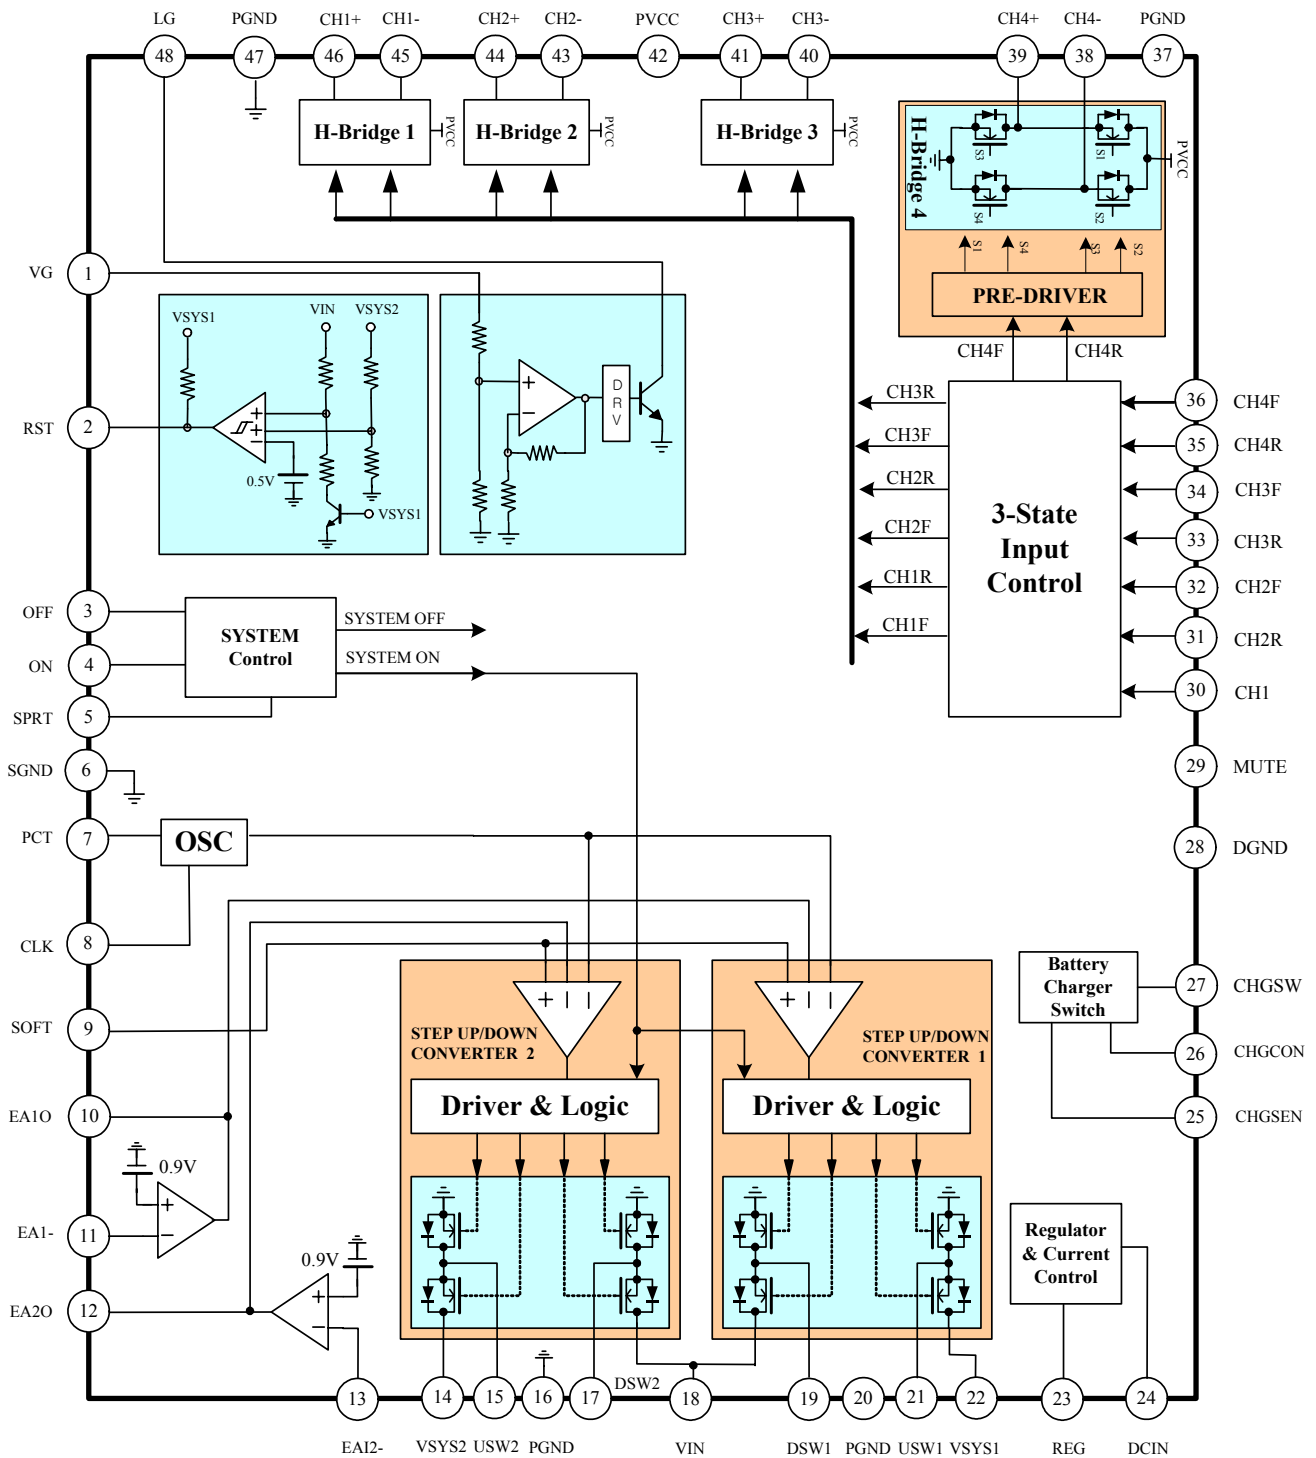 LG PGND CH1+ CH1- CH2+ CH2- PVCC CH3+ CH3- CH4+ CH4- PGND
48 47 46 45 44 43 42 41 40 39 38 37
H-Bridge 1
PVCC
H-Bridge 2
PVCC
H-Bridge 3
PVCC
H-Bridge 4
S3
S1
S4
S2
PVCC
S1
S4
S3
S2
PRE-DRIVER
CH4F
CH4R
VG 1
VSYS1
VIN
VSYS2
+
+
−
0.5V
VSYS1
RST 2
+
−
DRV
CH3R
CH3F
CH2R
CH2F
CH1R
CH1F
3-State
Input
Control
36 CH4F
35 CH4R
34 CH3F
33 CH3R
32 CH2F
31 CH2R
30 CH1
29 MUTE
28 DGND
OFF 3
ON 4
SPRT 5
SYSTEM
Control
SYSTEM OFF
SYSTEM ON
SGND 6
PCT 7
OSC
CLK 8
SOFT 9
EA1O 10
0.9V
+
−
EA1- 11
0.9V
+
−
EA2O 12
+ − −
STEP UP/DOWN
CONVERTER 2
Driver & Logic
+ − −
STEP UP/DOWN
CONVERTER 1
Driver & Logic
Battery
Charger
Switch
27 CHGSW
26 CHGCON
25 CHGSEN
Regulator
& Current
Control
DSW2
13 14 15 16 17 18 19 20 21 22 23 24
EAI2- VSYS2 USW2 PGND VIN DSW1 PGND USW1 VSYS1 REG DCIN